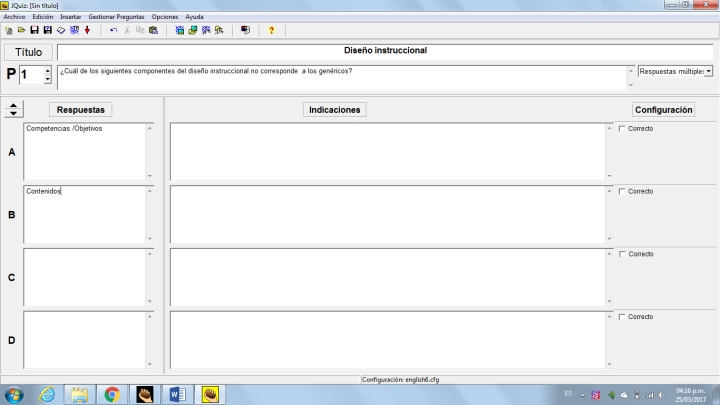 JQuiz: [Sin título]
Archivo Edición Insertar Gestionar Preguntas Opciones Ayuda
Título
Diseño instruccional
P 1
¿Cuál de los siguientes componentes del diseño instruccional no corresponde a los genéricos?
Respuestas múltiples
Respuestas
Indicaciones
Configuración
A
Competencias /Objetivos
Correcto
B
Contenidos
Correcto
C
Correcto
D
Correcto
Configuración: english6.cfg
ES
04:16 p.m.
25/03/2017